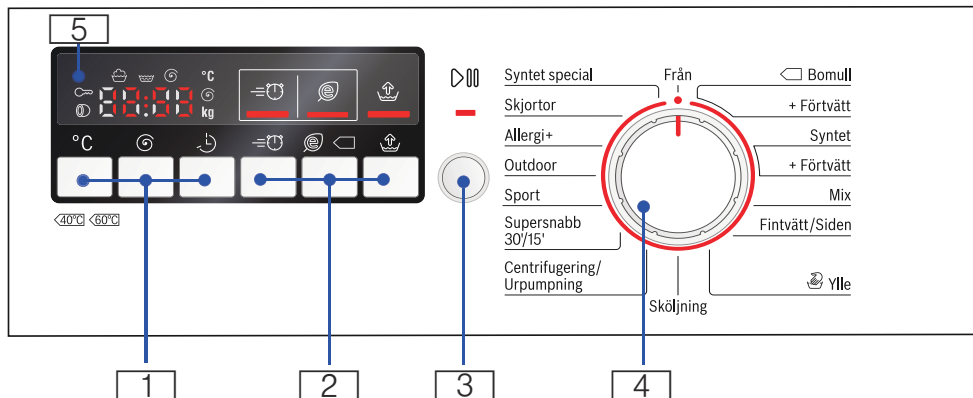 5
°C
kg
°C
40°C 60°C
Syntet special
Skjortor
Allergi+
Outdoor
Sport
Supersnabb
30'/15'
Centrifugering/
Urpumpning
Från
Sköljning
Bomull
+ Förtvätt
Syntet
+ Förtvätt
Mix
Fintvätt/Siden
Ylle
1
2
3
4